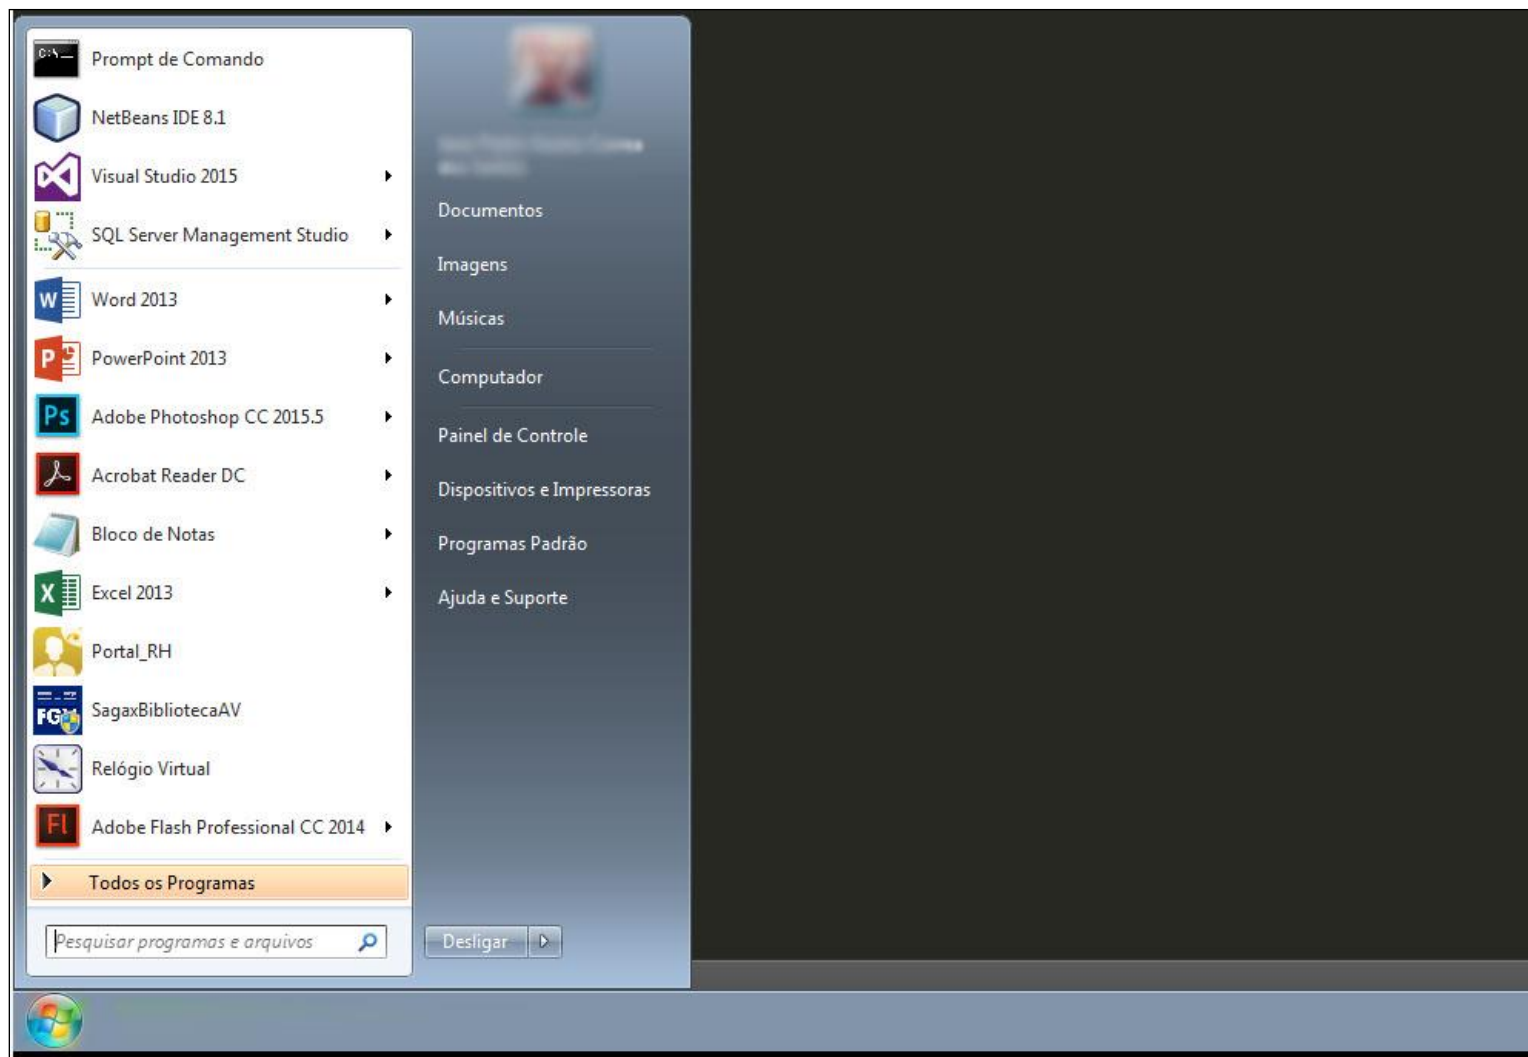 Prompt de Comando
NetBeans IDE 8.1
Visual Studio 2015
SQL Server Management Studio
Word 2013
PowerPoint 2013
Adobe Photoshop CC 2015.5
Acrobat Reader DC
Bloco de Notas
Excel 2013
Portal_RH
SagaxBibliotecaAV
Relógio Virtual
Adobe Flash Professional CC 2014
Todos os Programas
Pesquisar programas e arquivos
Documentos
Imagens
Músicas
Computador
Painel de Controle
Dispositivos e Impressoras
Programas Padrão
Ajuda e Suporte
Desligar